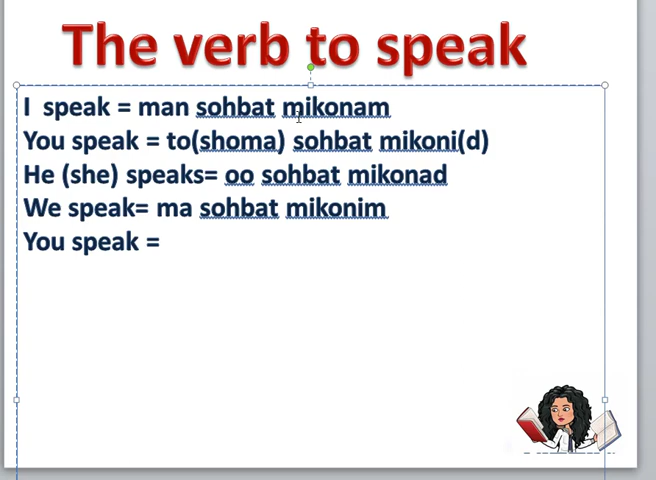 The verb to speak
I  speak = man sohbat mikonam
You speak = to(shoma) sohbat mikoni(d)
He (she) speaks= oo sohbat mikonad
We speak= ma sohbat mikonim
You speak =